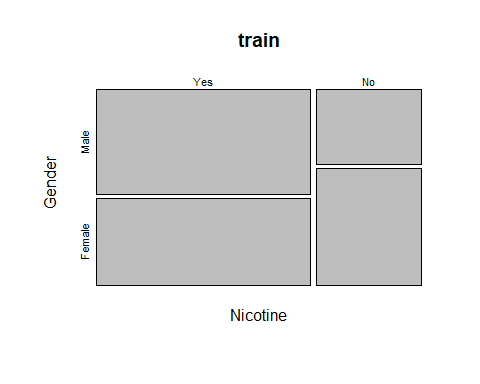 train
Yes
No
Male
Female
Gender
Nicotine